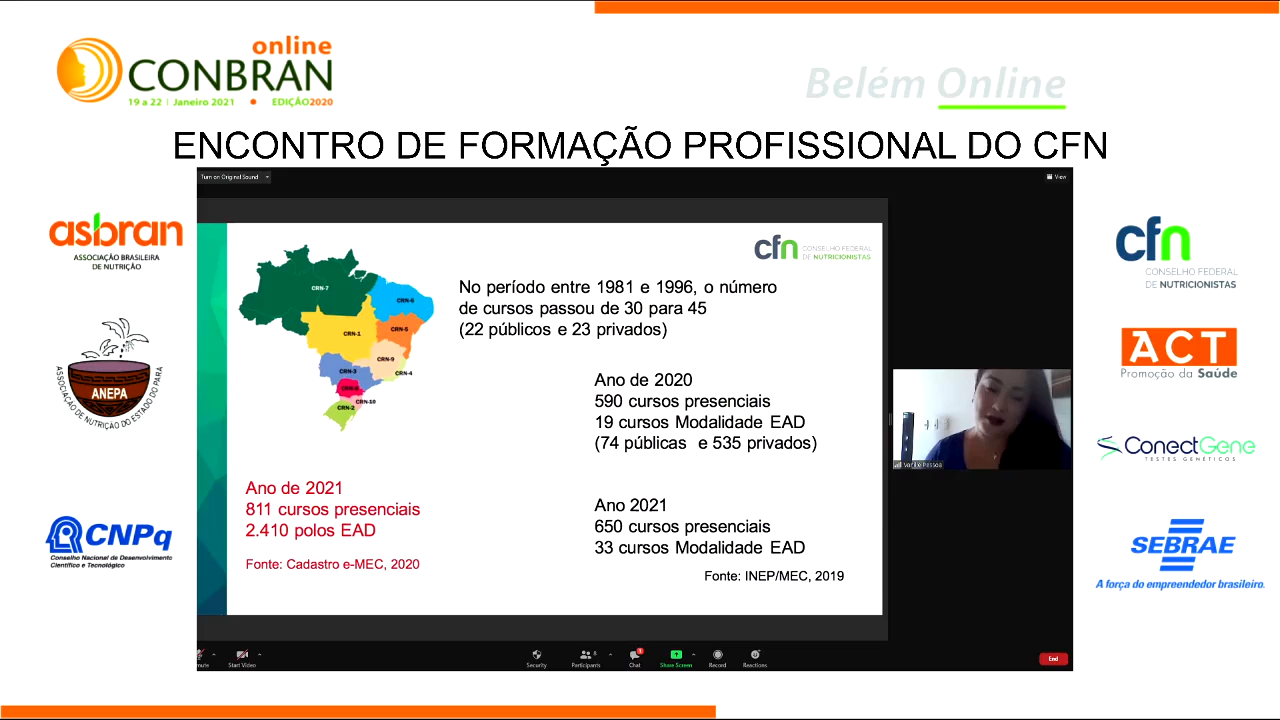 online
CONBRAN
19 a 22 | Janeiro 2021 • EDIÇÃO2020
Belém Online
ENCONTRO DE FORMAÇÃO PROFISSIONAL DO CFN
Turn on Original Sound
View
asbran
ASSOCIAÇÃO BRASILEIRA
DE NUTRIÇÃO
ANEPA
ASSOCIAÇÃO DE NUTRIÇÃO DO ESTADO DO PARÁ
CNPq
Conselho Nacional de Desenvolvimento
Científico e Tecnológico
cfn CONSELHO FEDERAL
DE NUTRICIONISTAS
CRN-7
CRN-6
CRN-1
CRN-5
CRN-9
CRN-3
CRN-4
CRN-10
CRN-2
No período entre 1981 e 1996, o número
de cursos passou de 30 para 45
(22 públicos e 23 privados)
Ano de 2020
590 cursos presenciais
19 cursos Modalidade EAD
(74 públicas e 535 privados)
Ano de 2021
811 cursos presenciais
2.410 polos EAD
Fonte: Cadastro e-MEC, 2020
Ano 2021
650 cursos presenciais
33 cursos Modalidade EAD
Fonte: INEP/MEC, 2019
Pessoa
Start Video
Security
Participants
Chat
Share Screen
Record
Reactions
End
cfn
CONSELHO FEDERAL
DE NUTRICIONISTAS
ACT
Promoção da Saúde
ConectGene
TESTES GENÉTICOS
SEBRAE
A força do empreendedor brasileiro.